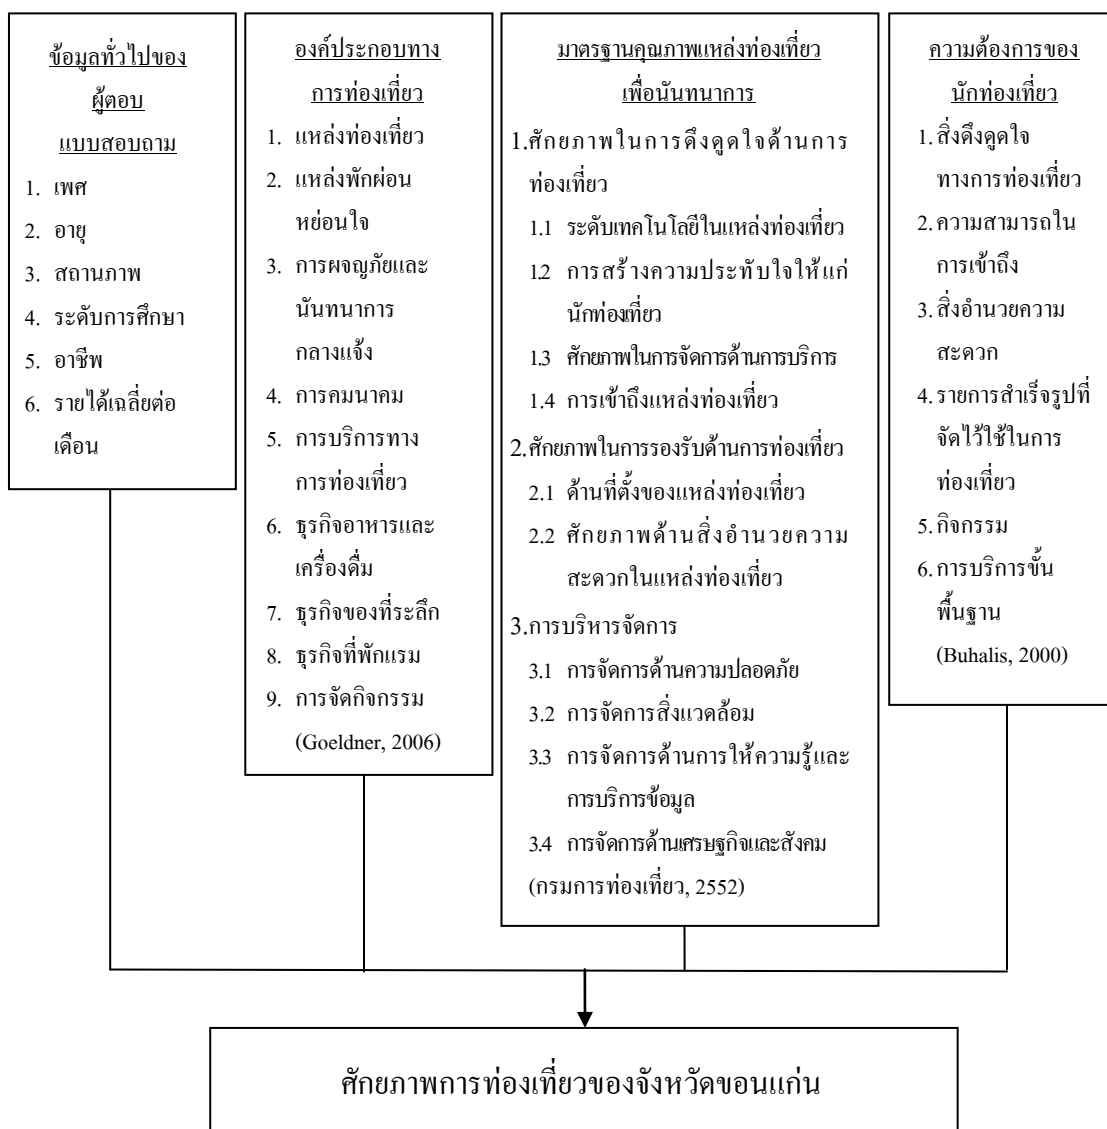 ข้อมูลทั่วไปของ
ผู้ตอบ
แบบสอบถาม
1. เพศ
2. อายุ
3. สถานภาพ
4. ระดับการศึกษา
5. อาชีพ
6. รายได้เฉลี่ยต่อ
เดือน
องค์ประกอบทาง
การท่องเที่ยว
1. แหล่งท่องเที่ยว
2. แหล่งพักผ่อน
หย่อนใจ
3. การผจญภัยและ
นันทนาการ
กลางแจ้ง
4. การคมนาคม
5. การบริการทาง
การท่องเที่ยว
6. ธุรกิจอาหารและ
เครื่องดื่ม
7. ธุรกิจของที่ระลึก
8. ธุรกิจที่พักแรม
9. การจัดกิจกรรม
(Goeldner, 2006)
มาตรฐานคุณภาพแหล่งท่องเที่ยว
เพื่อนันทนาการ
1.ศักยภาพในการดึงดูดใจด้านการ
ท่องเที่ยว
1.1 ระดับเทคโนโลยีในแหล่งท่องเที่ยว
1.2 การสร้างความประทับใจให้แก่
นักท่องเที่ยว
1.3 ศักยภาพในการจัดการด้านการบริการ
1.4 การเข้าถึงแหล่งท่องเที่ยว
2.ศักยภาพในการรองรับด้านการท่องเที่ยว
2.1 ด้านที่ตั้งของแหล่งท่องเที่ยว
2.2 ศักยภาพด้านสิ่งอำนวยความ
สะดวกในแหล่งท่องเที่ยว
3.การบริหารจัดการ
3.1 การจัดการด้านความปลอดภัย
3.2 การจัดการสิ่งแวดล้อม
3.3 การจัดการด้านการให้ความรู้และ
การบริการข้อมูล
3.4 การจัดการด้านเศรษฐกิจและสังคม
(กรมการท่องเที่ยว, 2552)
ความต้องการของ
นักท่องเที่ยว
1. สิ่งดึงดูดใจ
ทางการท่องเที่ยว
2. ความสามารถใน
การเข้าถึง
3. สิ่งอำนวยความ
สะดวก
4. รายการสำเร็จรูปที่
จัดไว้ใช้ในการ
ท่องเที่ยว
5. กิจกรรม
6. การบริการขั้น
พื้นฐาน
(Buhalis, 2000)
ศักยภาพการท่องเที่ยวของจังหวัดขอนแก่น